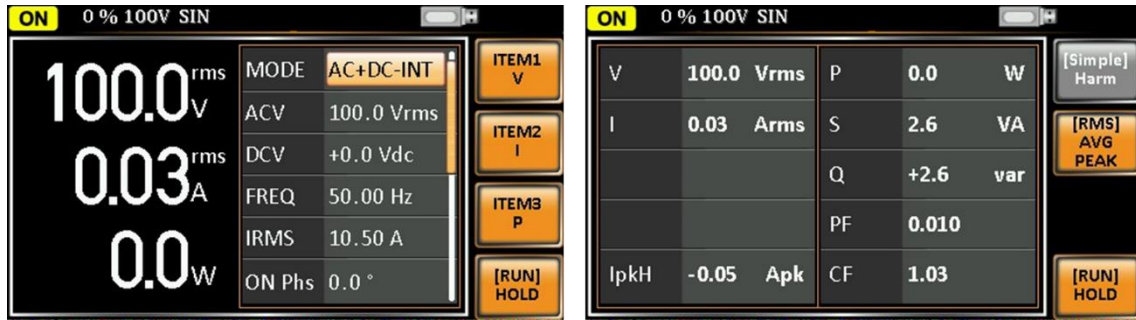 ON 0 % 100V SIN
100.0 rms V
0.03 rms A
0.0 W
MODE AC+DC-INT
ACV 100.0 Vrms
DCV +0.0 Vdc
FREQ 50.00 Hz
IRMS 10.50 A
ON Phs 0.0 °
ITEM1
V
ITEM2
I
ITEM3
P
[RUN]
HOLD
ON 0 % 100V SIN
V 100.0 Vrms P 0.0 W
I 0.03 Arms S 2.6 VA
Q +2.6 var
PF 0.010
IpkH -0.05 Apk CF 1.03
[Simple]
Harm
[RMS]
AVG
PEAK
[RUN]
HOLD